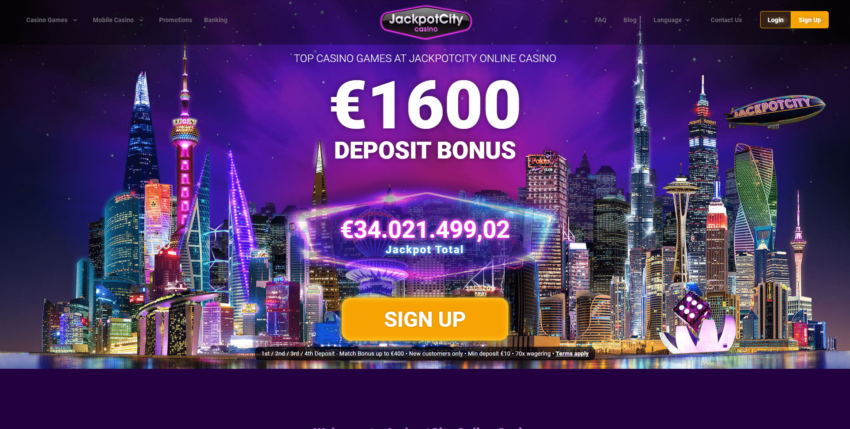 Casino Games
Mobile Casino
Promotions
Banking
JackpotCity
casino
FAQ
Blog
Language
Contact Us
Login
Sign Up
TOP CASINO GAMES AT JACKPOTCITY ONLINE CASINO
€1600
DEPOSIT BONUS
JACKPOTCITY
Poker
€34.021.499,02
Jackpot Total
SIGN UP
1st / 2nd / 3rd / 4th Deposit - Match Bonus up to €400 • New customers only • Min deposit €10 • 70x wagering • Terms apply